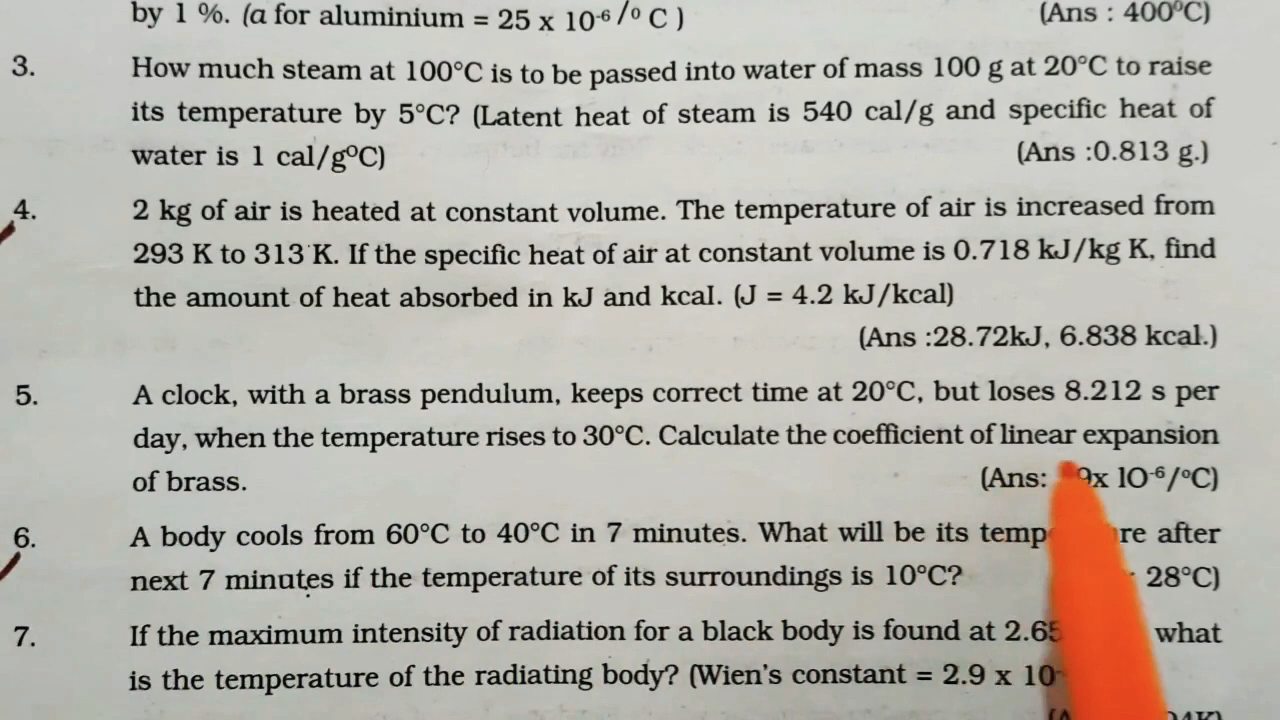 by 1 %. (a for aluminium = 25 x 10⁻⁶/⁰ C )
(Ans : 400⁰C)
3. How much steam at 100°C is to be passed into water of mass 100 g at 20°C to raise
its temperature by 5°C? (Latent heat of steam is 540 cal/g and specific heat of
water is 1 cal/g⁰C)
(Ans :0.813 g.)
4. 2 kg of air is heated at constant volume. The temperature of air is increased from
293 K to 313 K. If the specific heat of air at constant volume is 0.718 kJ/kg K, find
the amount of heat absorbed in kJ and kcal. (J = 4.2 kJ/kcal)
(Ans :28.72kJ, 6.838 kcal.)
5. A clock, with a brass pendulum, keeps correct time at 20°C, but loses 8.212 s per
day, when the temperature rises to 30°C. Calculate the coefficient of linear expansion
of brass.
(Ans: 9x 10⁻⁶/⁰C)
6. A body cools from 60°C to 40°C in 7 minutes. What will be its after
next 7 minutes if the temperature of its surroundings is 10°C?
28°C)
7. If the maximum intensity of radiation for a black body is found at 2.65 what
is the temperature of the radiating body? (Wien's constant = 2.9 x 10